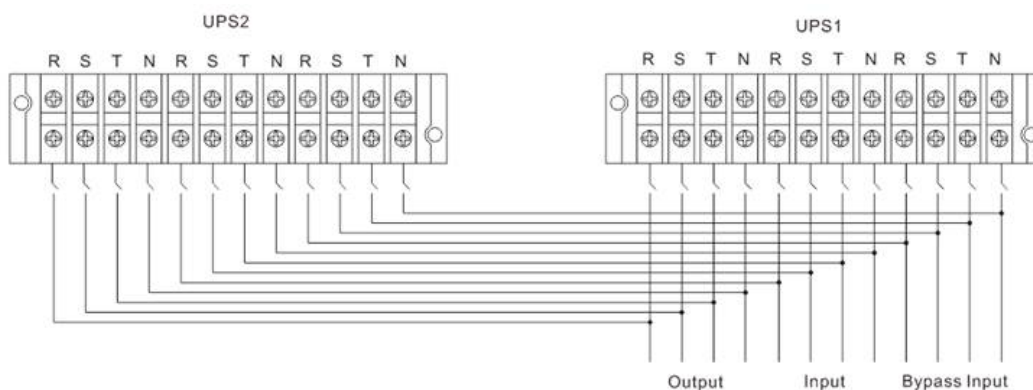 UPS2
UPS1
R S T N R S T N R S T N
R S T N R S T N R S T N
Output Input Bypass Input